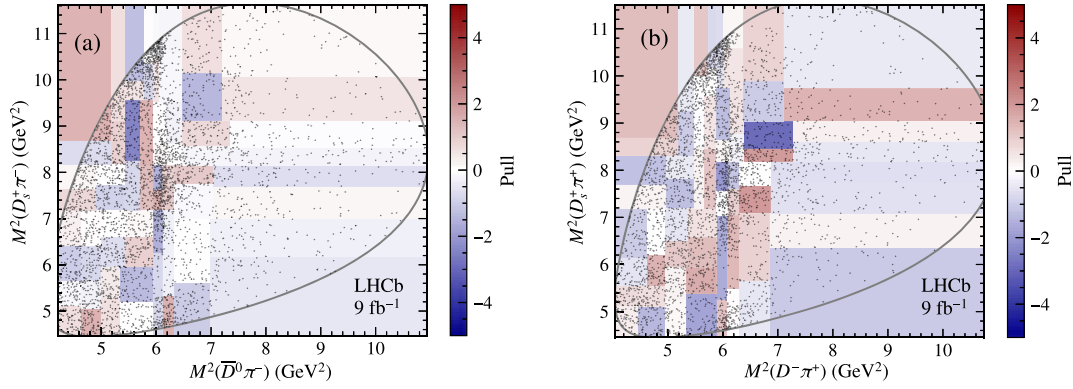 (a)
M²(D_s⁺π⁻) (GeV²)
11
10
9
8
7
6
5
5 6 7 8 9 10
M²(D̅⁰π⁻) (GeV²)
LHCb
9 fb⁻¹
4
2
0
−2
−4
Pull
(b)
M²(D_s⁺π⁺) (GeV²)
11
10
9
8
7
6
5
5 6 7 8 9 10
M²(D⁻π⁺) (GeV²)
LHCb
9 fb⁻¹
4
2
0
−2
−4
Pull